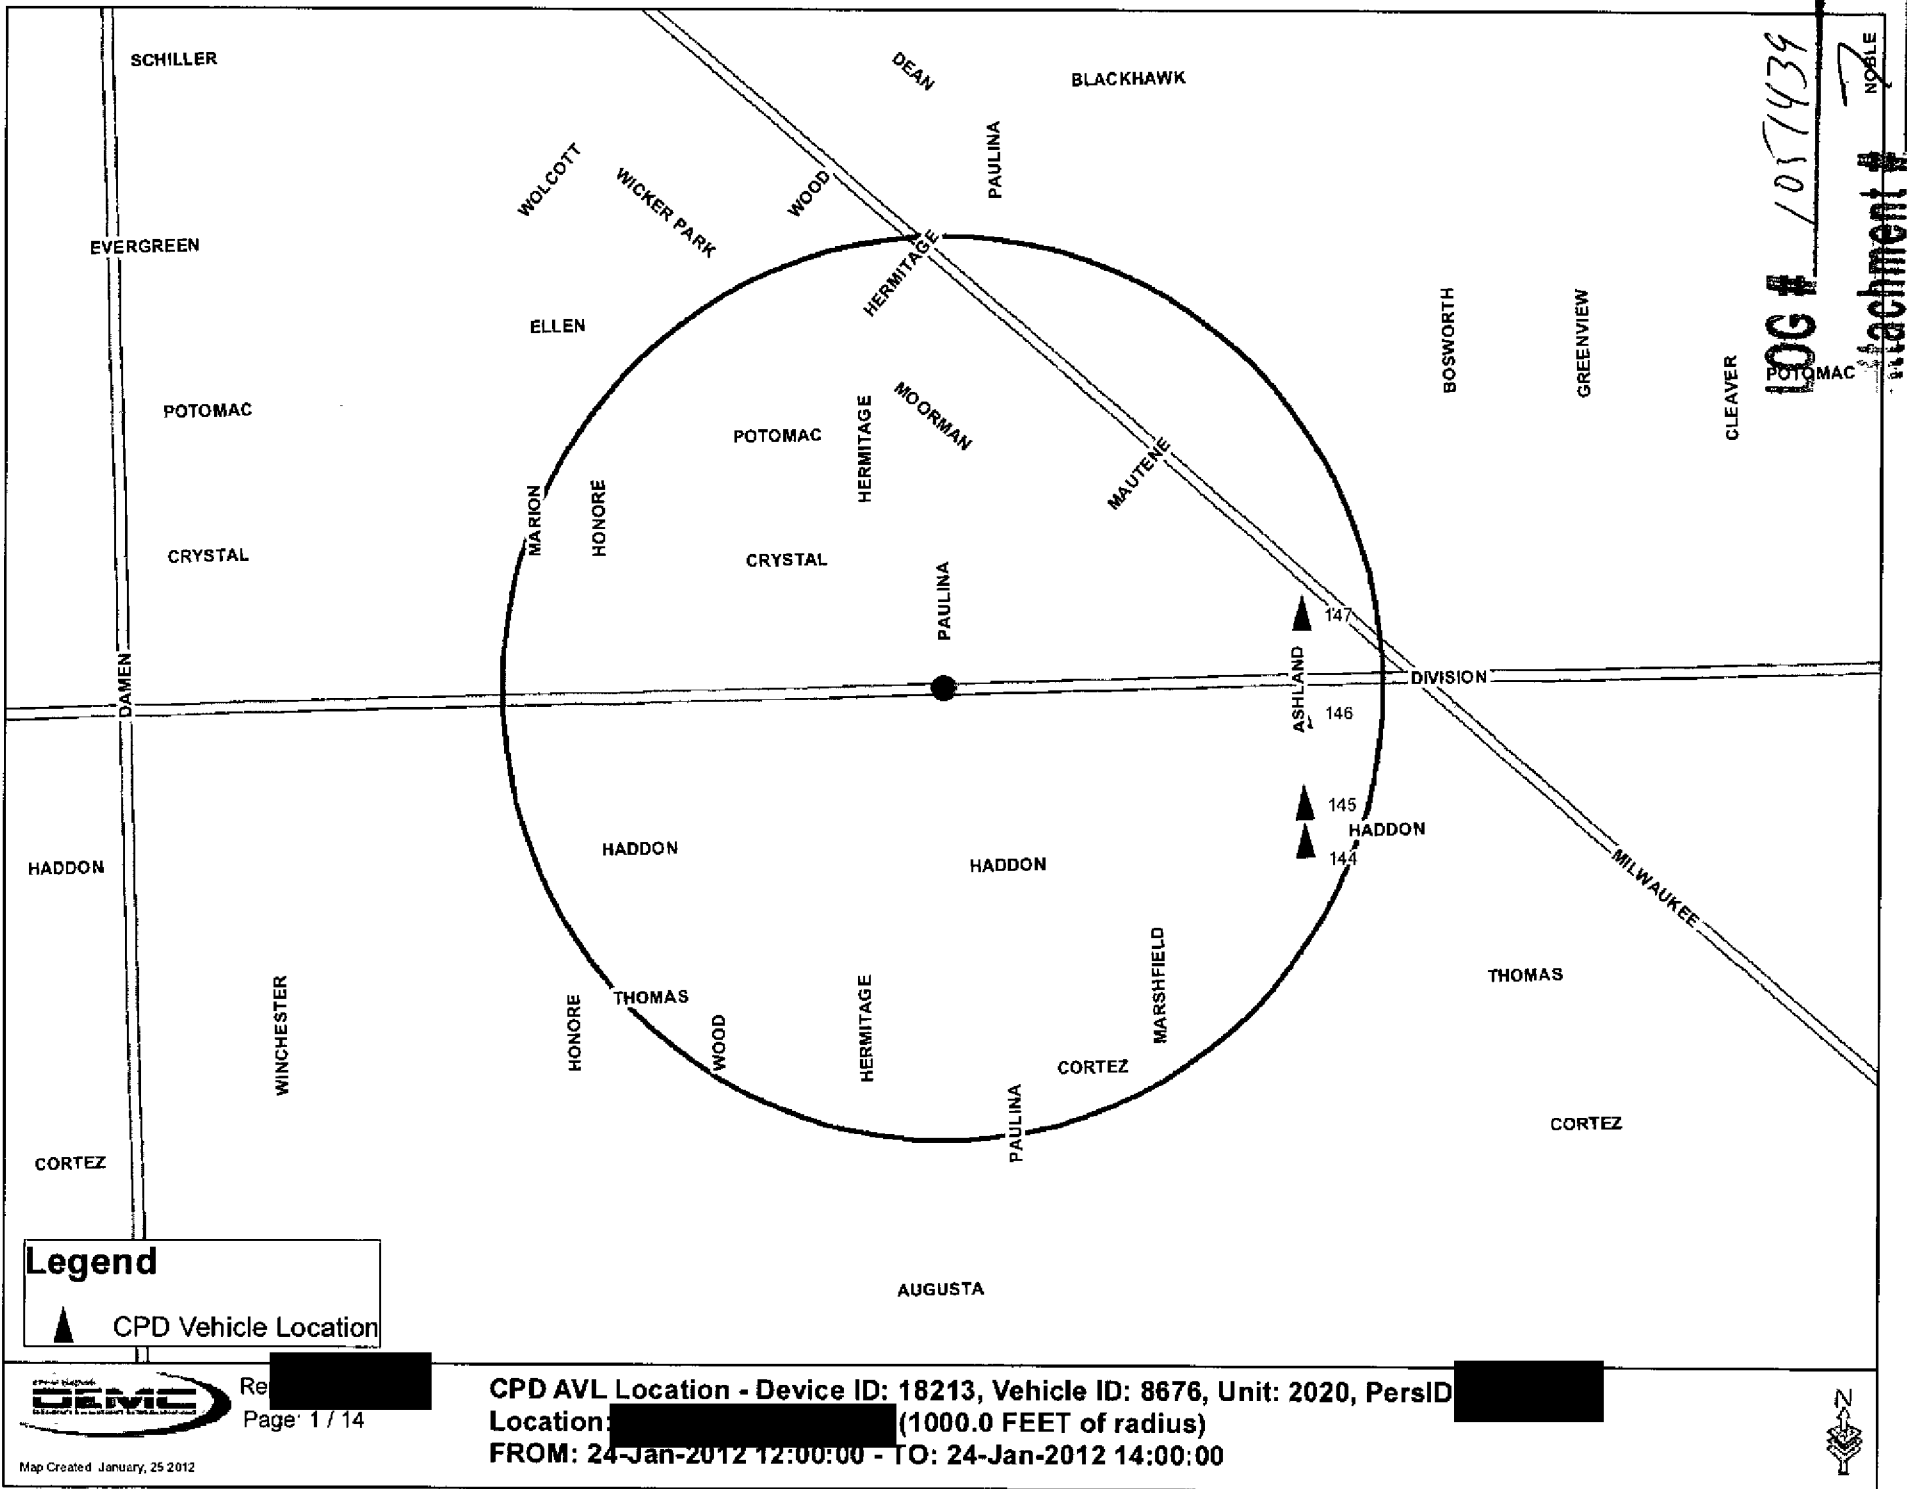 SCHILLER
DEAN
BLACKHAWK
NOBLE
LOG # 1051439
7
PAULINA
WOLCOTT
WICKER PARK
WOOD
EVERGREEN
HERMITAGE
ELLEN
BOSWORTH
GREENVIEW
CLEAVER
POTOMAC
POTOMAC
POTOMAC
HERMITAGE
MOORMAN
MAUTENE
MARION
HONORE
CRYSTAL
CRYSTAL
PAULINA
147
DAMEN
ASHLAND
DIVISION
146
145
HADDON
144
HADDON
HADDON
HADDON
MILWAUKEE
MARSHFIELD
THOMAS
THOMAS
WINCHESTER
HONORE
WOOD
HERMITAGE
CORTEZ
PAULINA
CORTEZ
CORTEZ
AUGUSTA
Legend
CPD Vehicle Location
OEMC
Re
Page: 1 / 14
Map Created January, 25 2012
CPD AVL Location - Device ID: 18213, Vehicle ID: 8676, Unit: 2020, PersID
Location: (1000.0 FEET of radius)
FROM: 24-Jan-2012 12:00:00 - TO: 24-Jan-2012 14:00:00
N